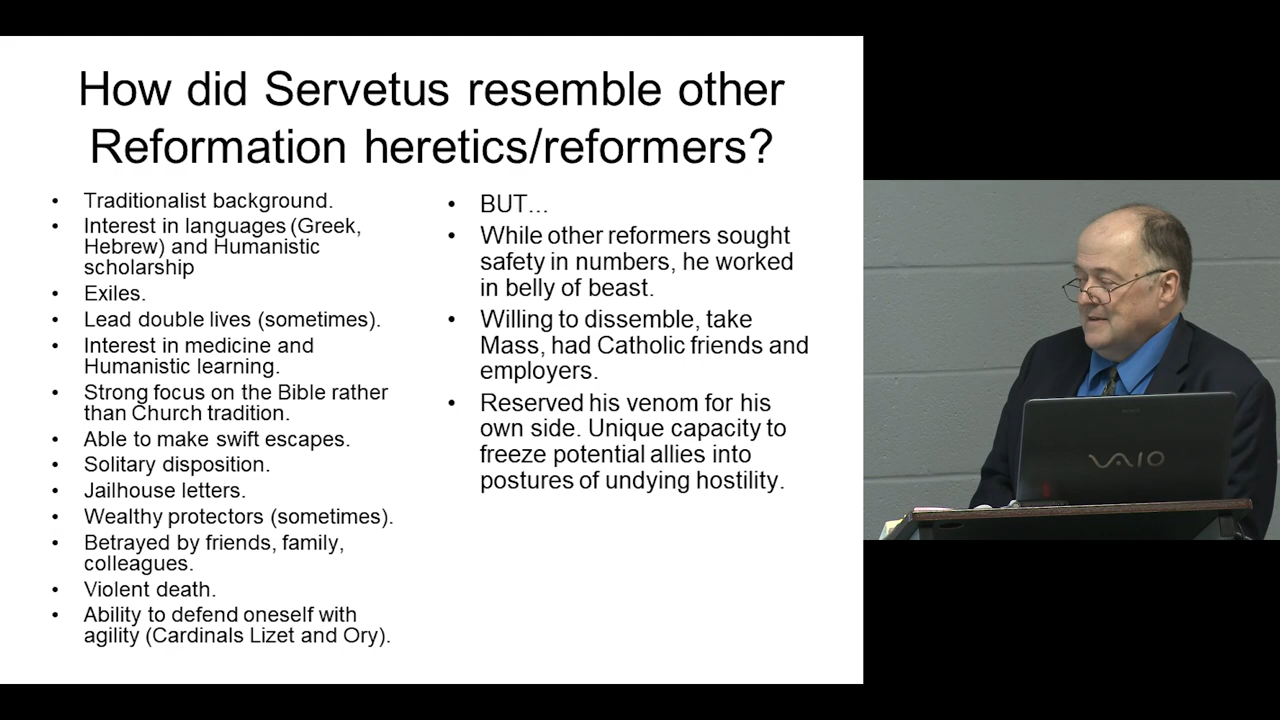 How did Servetus resemble other
Reformation heretics/reformers?
• Traditionalist background.
• Interest in languages (Greek,
Hebrew) and Humanistic
scholarship
• Exiles.
• Lead double lives (sometimes).
• Interest in medicine and
Humanistic learning.
• Strong focus on the Bible rather
than Church tradition.
• Able to make swift escapes.
• Solitary disposition.
• Jailhouse letters.
• Wealthy protectors (sometimes).
• Betrayed by friends, family,
colleagues.
• Violent death.
• Ability to defend oneself with
agility (Cardinals Lizet and Ory).
• BUT…
• While other reformers sought
safety in numbers, he worked
in belly of beast.
• Willing to dissemble, take
Mass, had Catholic friends and
employers.
• Reserved his venom for his
own side. Unique capacity to
freeze potential allies into
postures of undying hostility.
VAIO